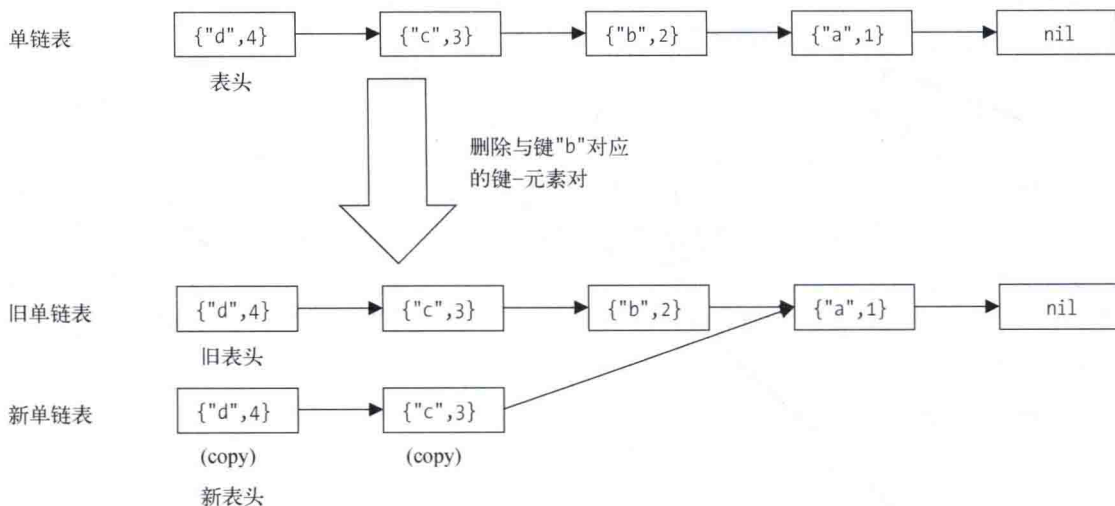 单链表 {"d",4} {"c",3} {"b",2} {"a",1} nil
表头
删除与键"b"对应
的键–元素对
旧单链表 {"d",4} {"c",3} {"b",2} {"a",1} nil
旧表头
新单链表 {"d",4} {"c",3}
(copy) (copy)
新表头